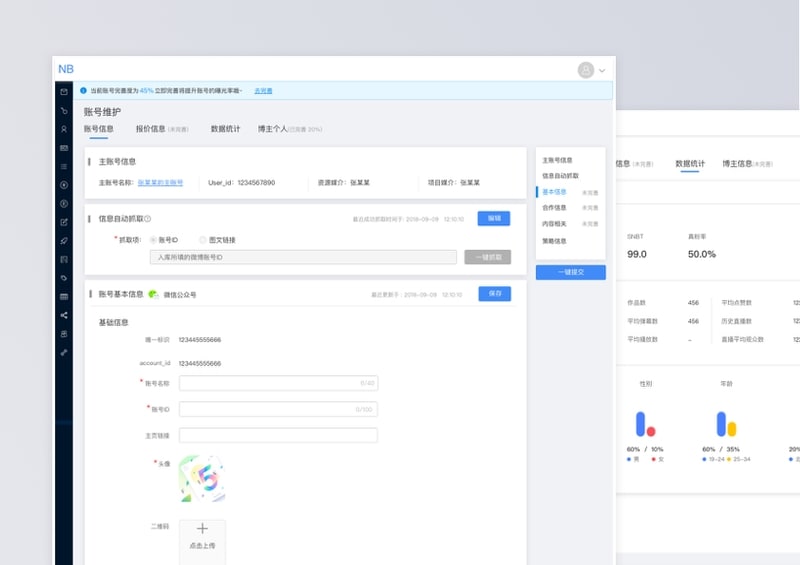 NB
当前账号完善度为 45% 立即完善将提升账号的曝光率哦~ 去完善
账号维护
账号信息 报价信息(未完善) 数据统计 博主个人(已完善 20%)
主账号信息
主账号名称：张某某的主账号 User_id：1234567890 资源媒介：张某某 项目媒介：张某某
信息自动抓取 最近成功抓取时间于：2018-09-09 12:10:10 编辑
*抓取项： 账号ID 图文链接
入库所填的微博账号ID 一键抓取
账号基本信息 微信公众号 最近更新于：2018-09-09 12:10:10 保存
基础信息
唯一标识 123445555666
account_id 123445555666
*账号名称 0/40
*账号ID 0/100
主页链接
*头像
二维码
点击上传
主账号信息
信息自动抓取
基本信息 未完善
合作信息 未完善
内容相关 未完善
策略信息
一键提交
信息(未完善) 数据统计 博主信息(未完善)
SNBT 真粉率
99.0 50.0%
作品数 456 平均点赞数
平均弹幕数 456 历史直播数
平均播放数 - 直播平均观众数
性别 年龄
60% / 10% 60% / 35%
男 女 19-24 25-34